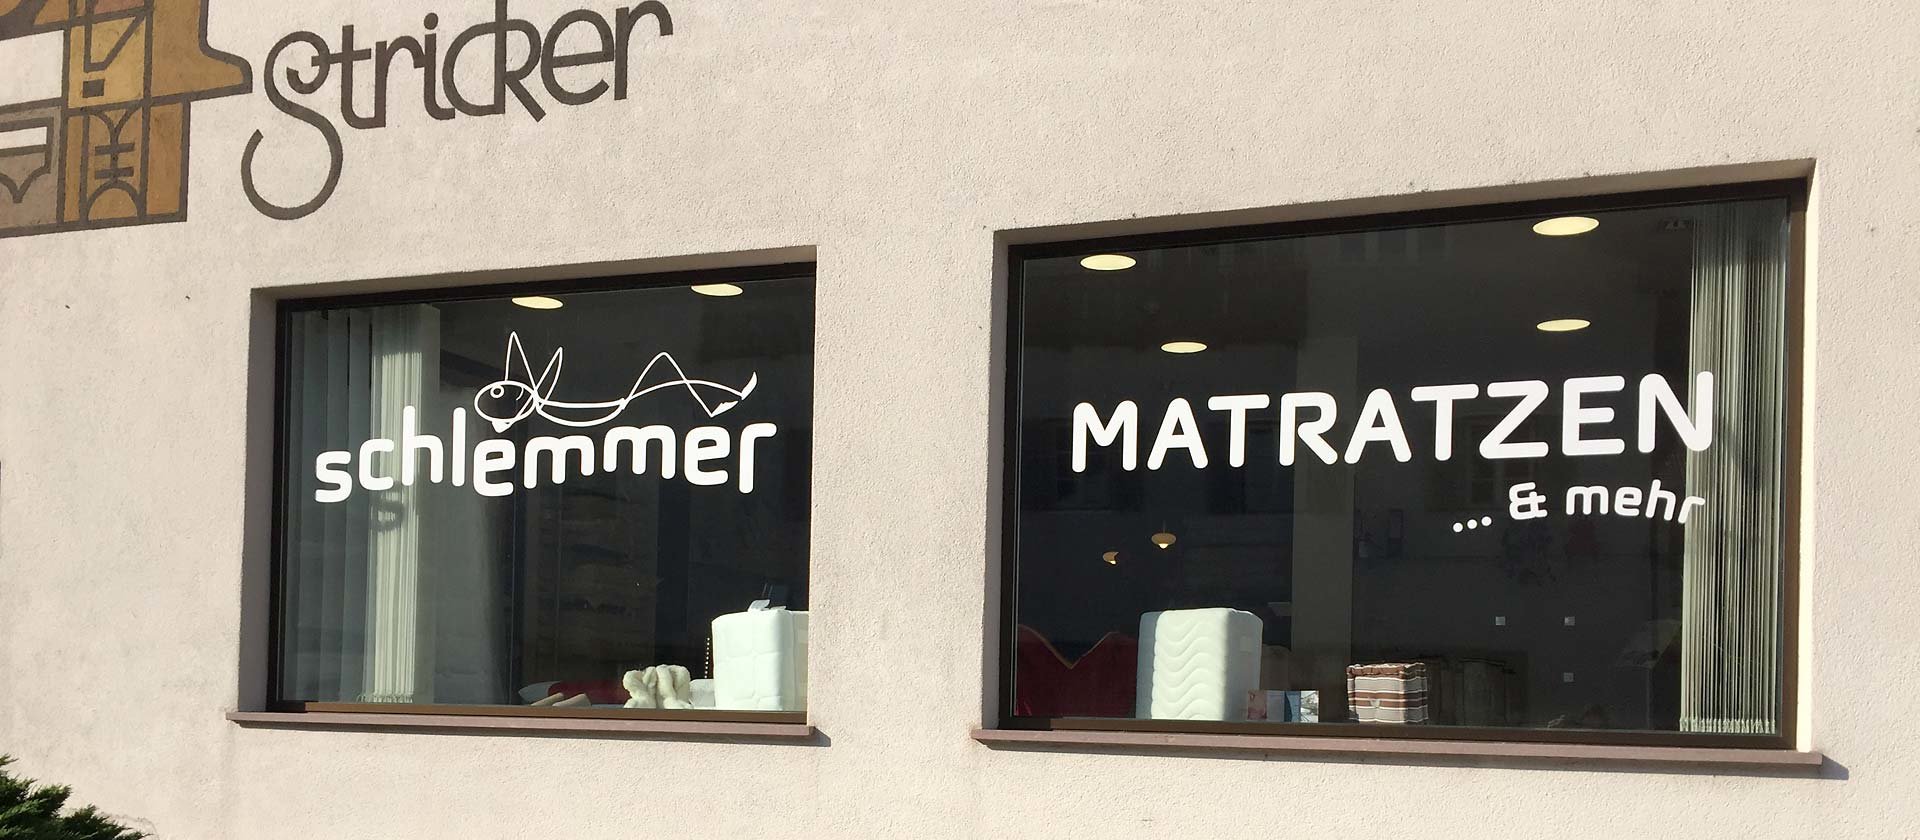 Stricker
schlemmer
MATRATZEN
... & mehr